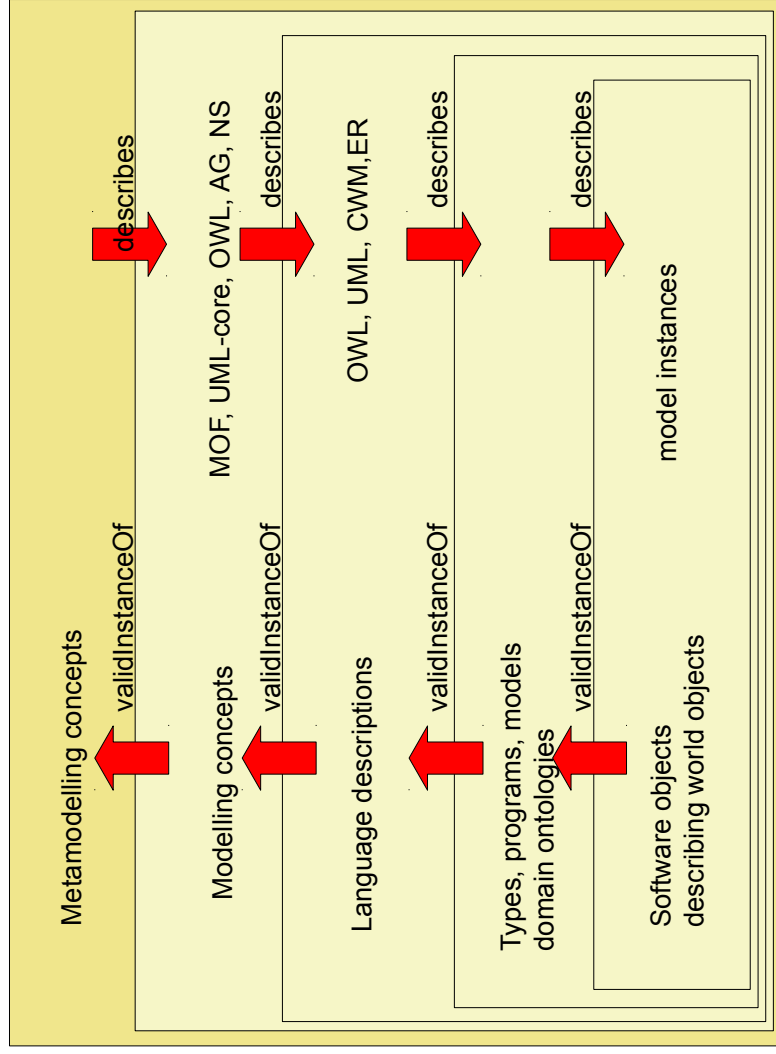 Metamodelling concepts
validInstanceOf
describes
Modelling concepts
MOF, UML-core, OWL, AG, NS
validInstanceOf
describes
Language descriptions
OWL, UML, CWM,ER
validInstanceOf
describes
Types, programs, models
domain ontologies
validInstanceOf
describes
Software objects
describing world objects
model instances